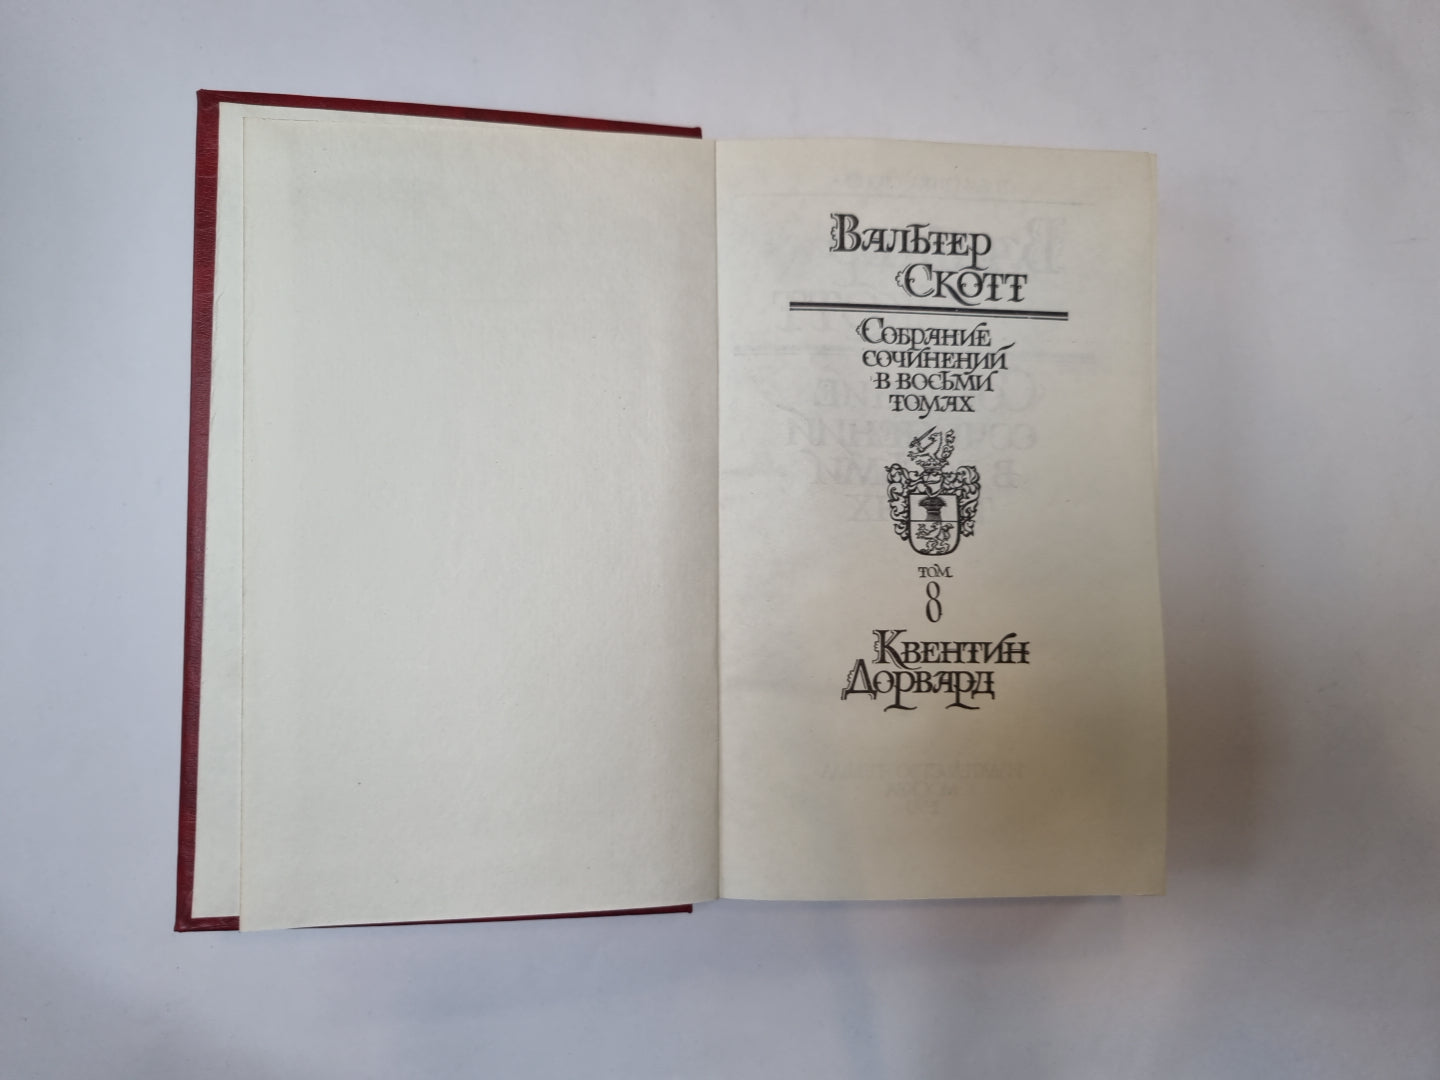 Вальтер
Скотт
Собрание
сочинений
в восьми
томах
том
8
Квентин
Дорвард